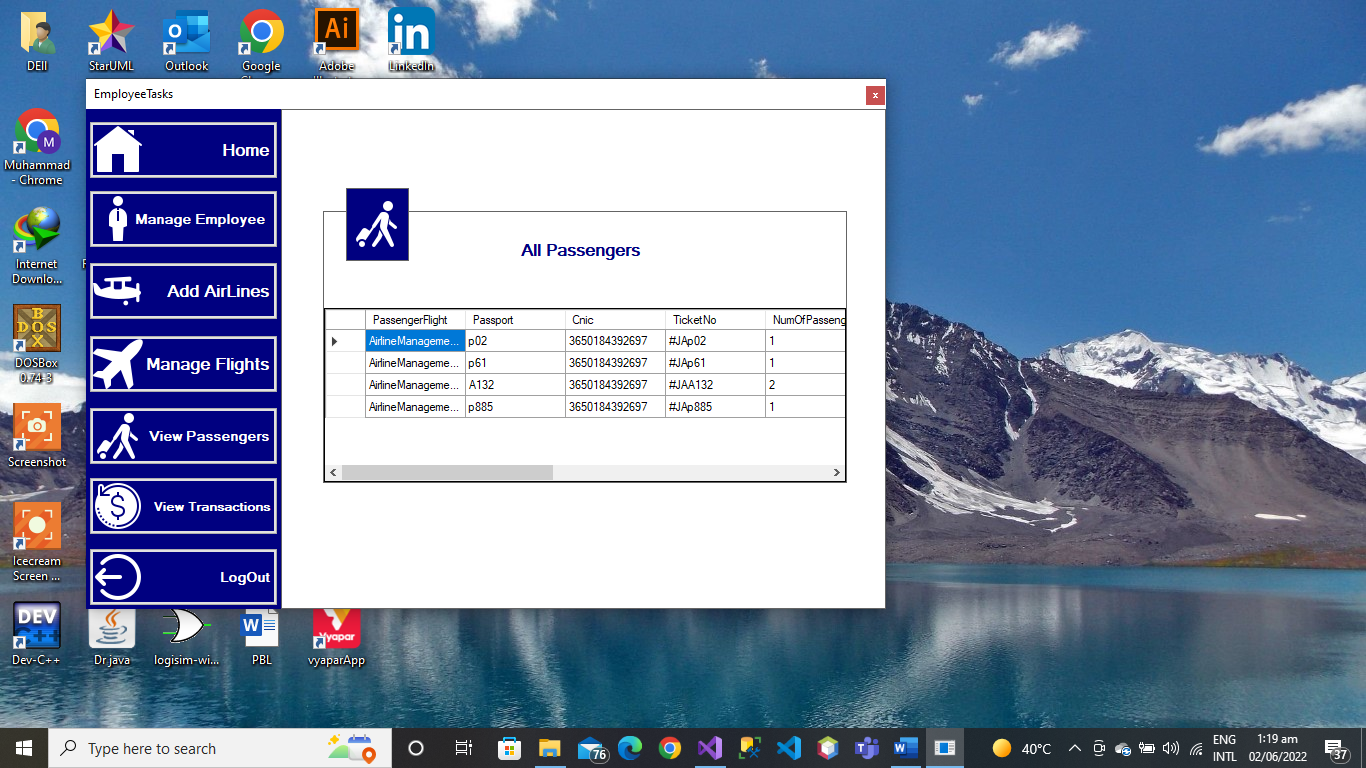 DEll
StarUML
Outlook
Google
Adobe
LinkedIn
EmployeeTasks
x
Home
Manage Employee
Add AirLines
Manage Flights
View Passengers
View Transactions
LogOut
All Passengers
PassengerFlight Passport Cnic TicketNo NumOfPasseng
AirlineManageme... p02 3650184392697 #JAp02 1
AirlineManageme... p61 3650184392697 #JAp61 1
AirlineManageme... A132 3650184392697 #JAA132 2
AirlineManageme... p885 3650184392697 #JAp885 1
Muhammad
- Chrome
Internet
Downlo...
DOSBox
0.74-3
Screenshot
Icecream
Screen ...
DEV
C++
Dev-C++
Dr.java
logisim-wi...
PBL
Vyapar
vyaparApp
Type here to search
76
40°C
ENG
INTL
1:19 am
02/06/2022
37